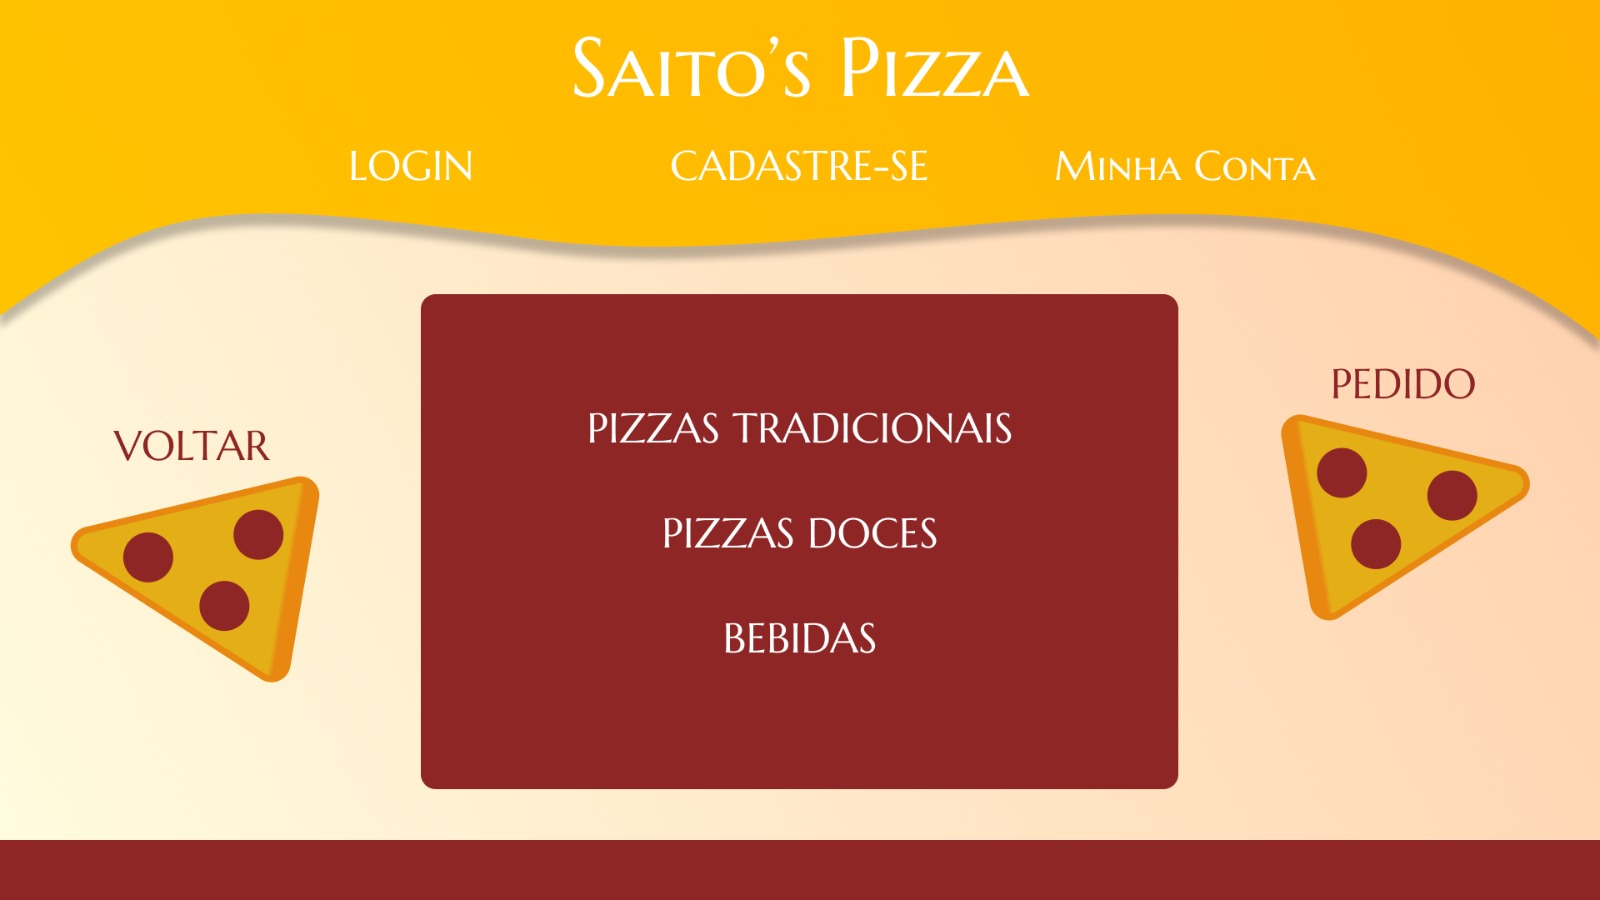 Saito’s Pizza
LOGIN
CADASTRE-SE
Minha Conta
PEDIDO
VOLTAR
PIZZAS TRADICIONAIS
PIZZAS DOCES
BEBIDAS